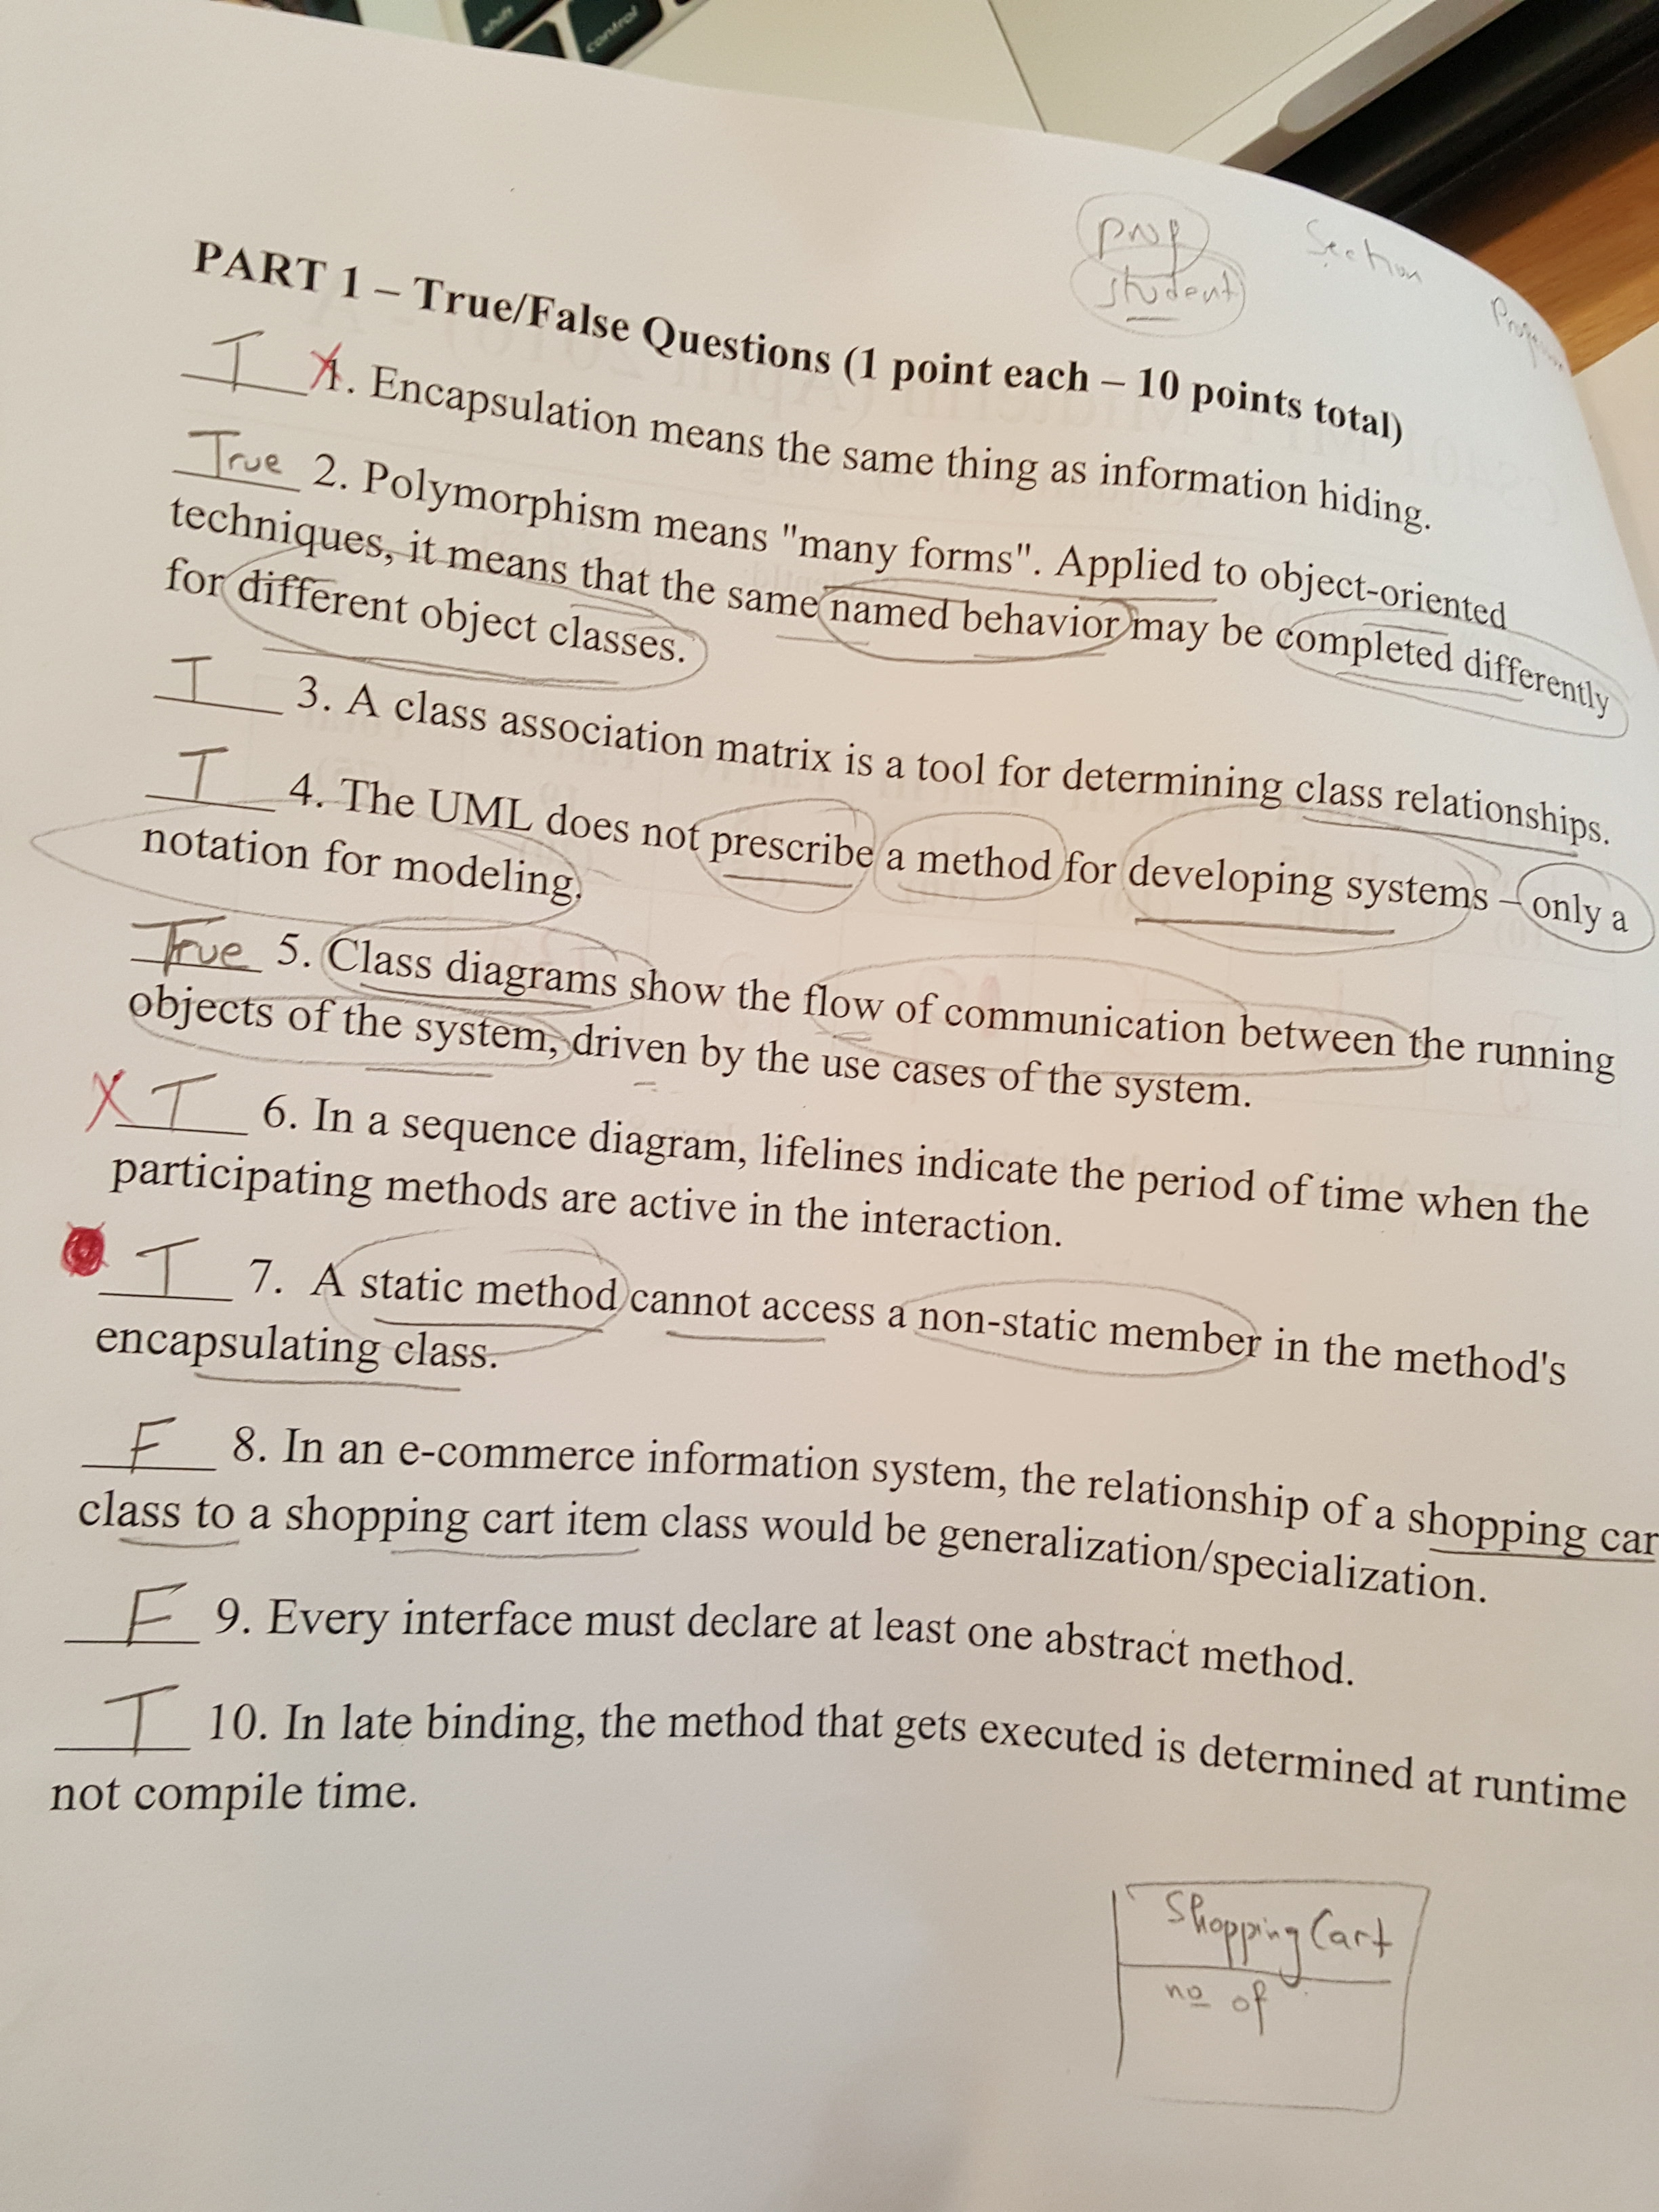 shift
control
prof
student
Section
PART 1 – True/False Questions (1 point each – 10 points total)
T X1. Encapsulation means the same thing as information hiding.
True 2. Polymorphism means "many forms". Applied to object-oriented
techniques, it means that the same named behavior may be completed differently
for different object classes.
T 3. A class association matrix is a tool for determining class relationships.
T 4. The UML does not prescribe a method for developing systems – only a
notation for modeling.
True 5. Class diagrams show the flow of communication between the running
objects of the system, driven by the use cases of the system.
X T 6. In a sequence diagram, lifelines indicate the period of time when the
participating methods are active in the interaction.
T 7. A static method cannot access a non-static member in the method's
encapsulating class.
F 8. In an e-commerce information system, the relationship of a shopping car
class to a shopping cart item class would be generalization/specialization.
F 9. Every interface must declare at least one abstract method.
T 10. In late binding, the method that gets executed is determined at runtime
not compile time.
Shopping Cart
no of